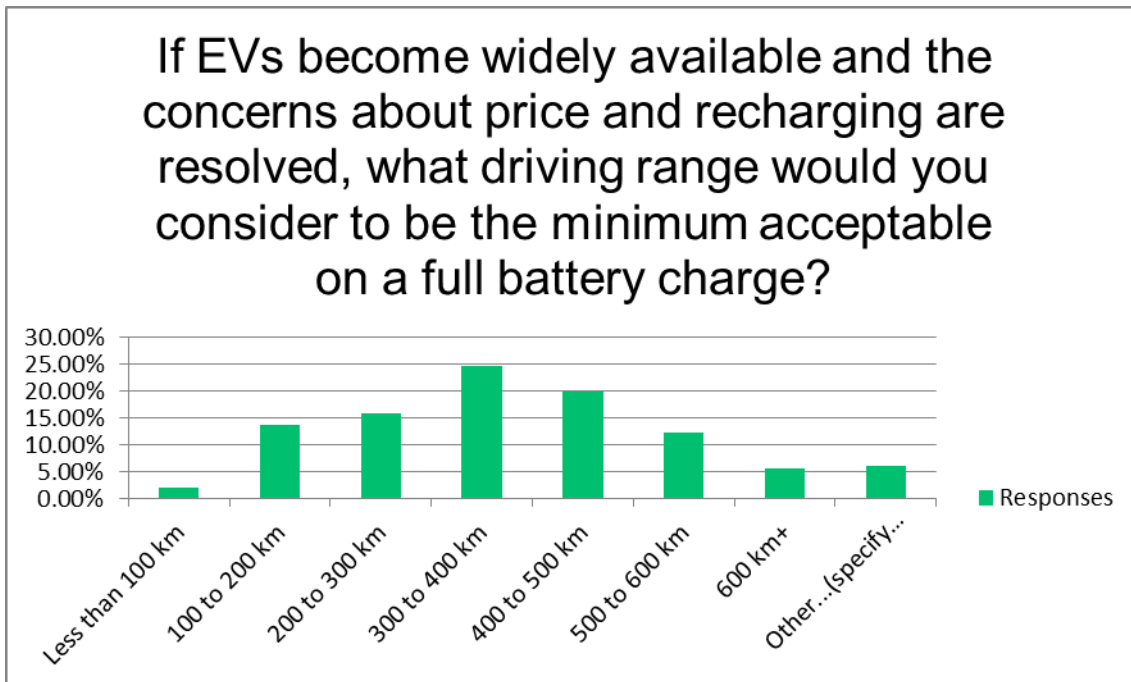 If EVs become widely available and the
concerns about price and recharging are
resolved, what driving range would you
consider to be the minimum acceptable
on a full battery charge?
30.00%
25.00%
20.00%
15.00%
10.00%
5.00%
0.00%
Less than 100 km
100 to 200 km
200 to 300 km
300 to 400 km
400 to 500 km
500 to 600 km
600 km+
Other...(specify...
Responses